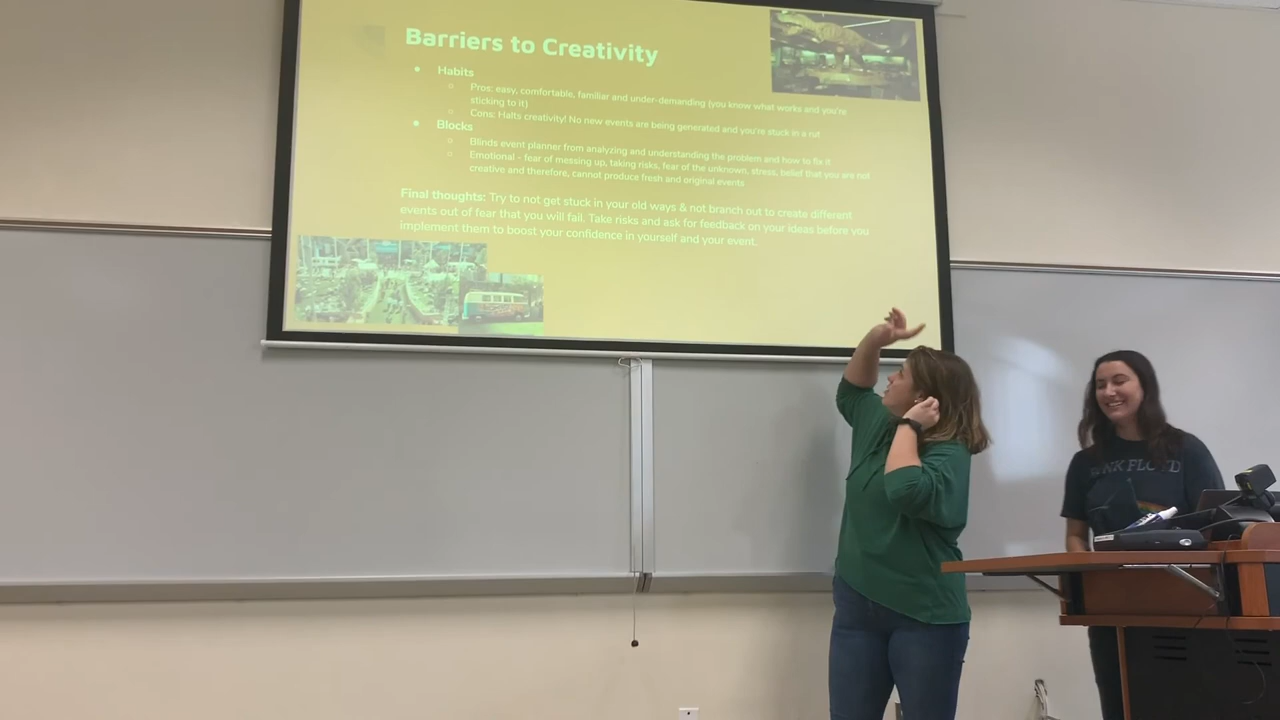 Barriers to Creativity
● Habits
○ Pros: easy, comfortable, familiar and under-demanding (you know what works and you're
sticking to it)
○ Cons: Halts creativity! No new events are being generated and you're stuck in a rut
● Blocks
○ Blinds event planner from analyzing and understanding the problem and how to fix it
○ Emotional - fear of messing up, taking risks, fear of the unknown, stress, belief that you are not
creative and therefore, cannot produce fresh and original events
Final thoughts: Try to not get stuck in your old ways & not branch out to create different
events out of fear that you will fail. Take risks and ask for feedback on your ideas before you
implement them to boost your confidence in yourself and your event.
PINK FLOYD